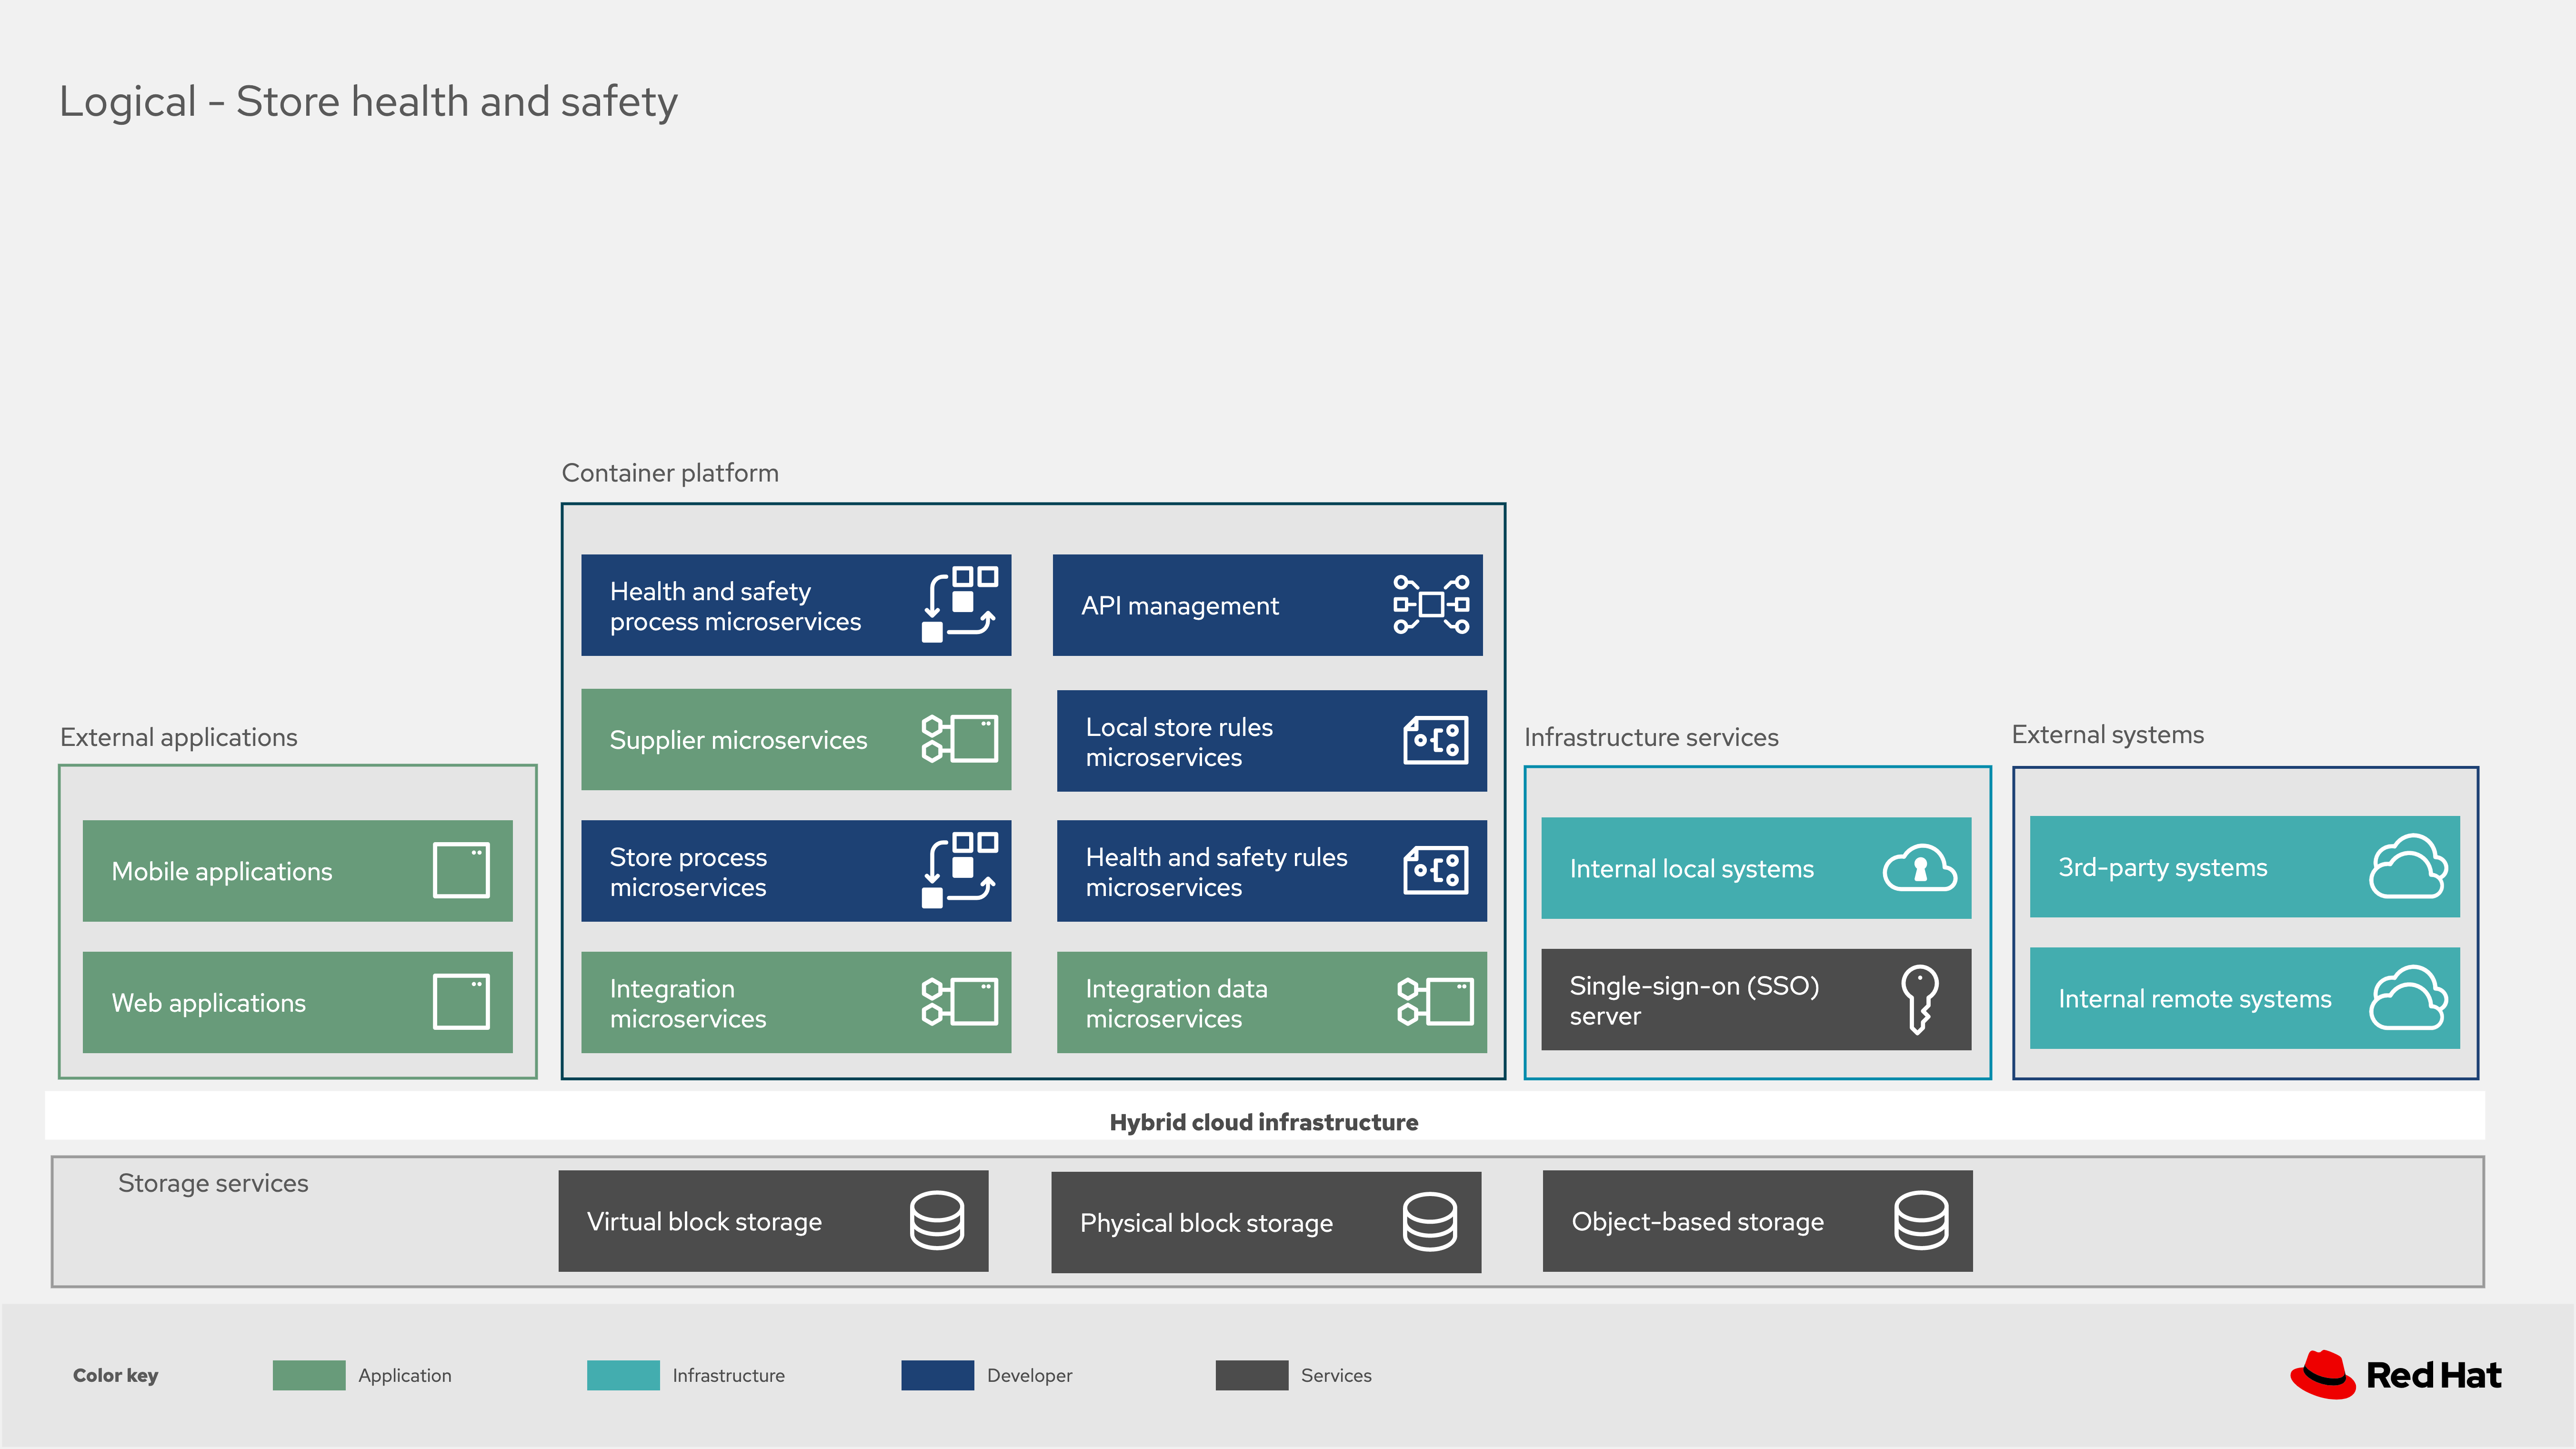 Logical - Store health and safety
Container platform
Health and safety
process microservices
API management
Supplier microservices
Local store rules
microservices
Store process
microservices
Health and safety rules
microservices
Integration
microservices
Integration data
microservices
External applications
Mobile applications
Web applications
Infrastructure services
Internal local systems
Single-sign-on (SSO)
server
External systems
3rd-party systems
Internal remote systems
Hybrid cloud infrastructure
Storage services
Virtual block storage
Physical block storage
Object-based storage
Color key
Application
Infrastructure
Developer
Services
Red Hat